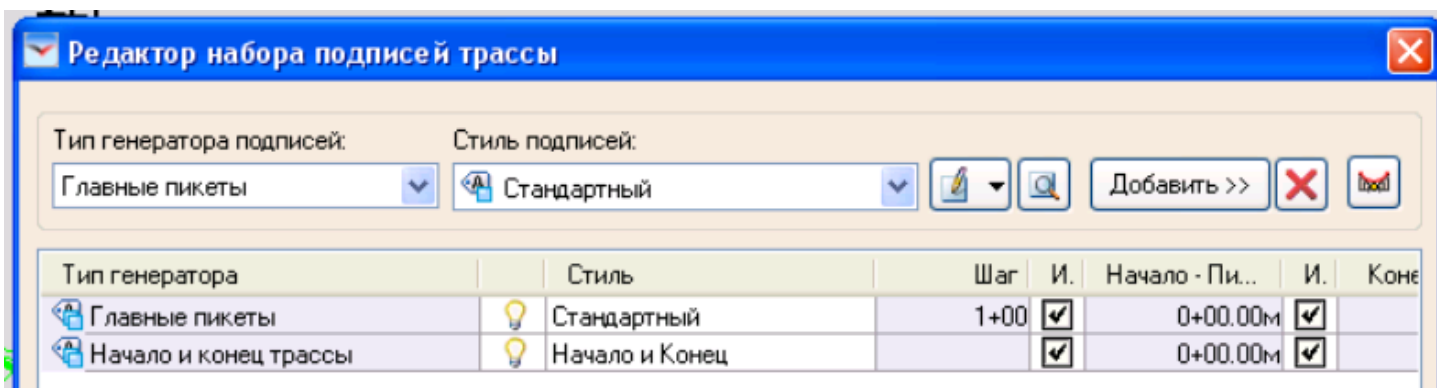 Редактор набора подписей трассы
Тип генератора подписей: Стиль подписей:
Главные пикеты Стандартный Добавить >>
Тип генератора Стиль Шаг И. Начало - Пи... И. Коне
Главные пикеты Стандартный 1+00 0+00.00м
Начало и конец трассы Начало и Конец 0+00.00м